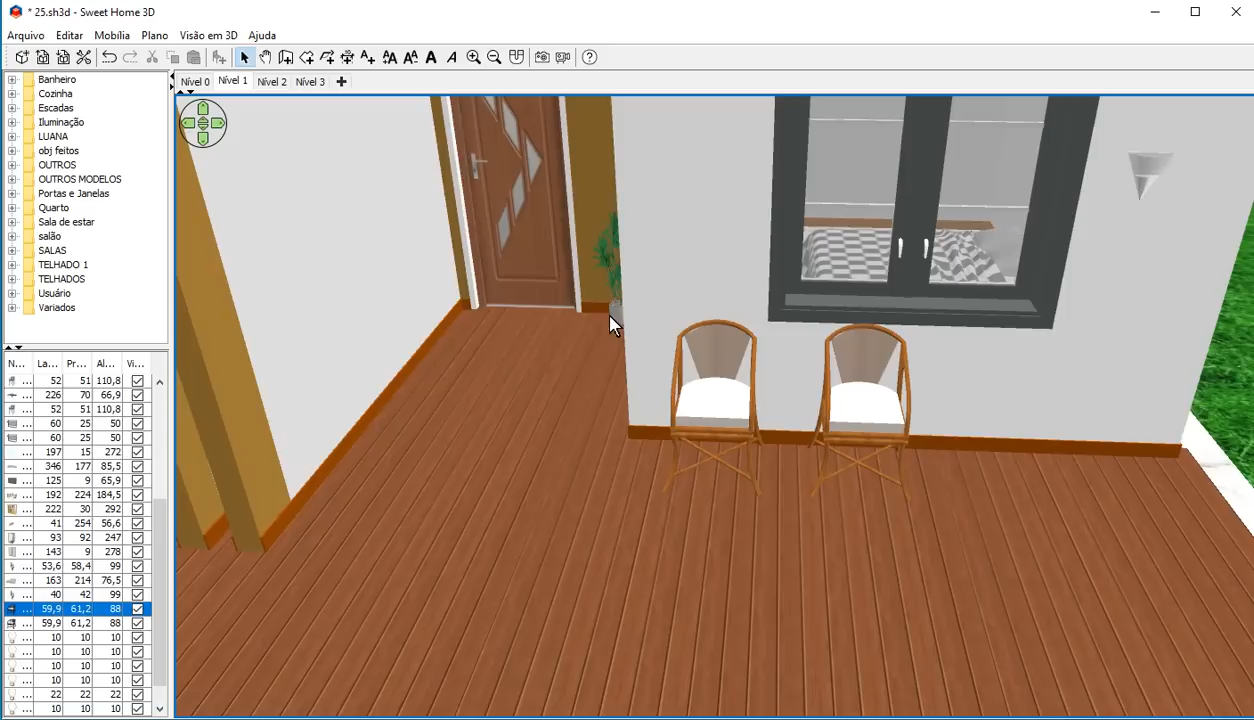 * 25.sh3d - Sweet Home 3D
Arquivo Editar Mobília Plano Visão em 3D Ajuda
Nível 0 Nível 1 Nível 2 Nível 3
Banheiro
Cozinha
Escadas
Iluminação
LUANA
obj feitos
OUTROS
OUTROS MODELOS
Portas e Janelas
Quarto
Sala de estar
salão
SALAS
TELHADO 1
TELHADOS
Usuário
Variados
N... La... Pr... Al... Vi...
... 52 51 110,8
... 226 70 66,9
... 52 51 110,8
... 60 25 50
... 60 25 50
... 197 15 272
... 346 177 85,5
... 125 9 65,9
... 192 224 184,5
... 222 30 292
... 41 254 56,6
... 93 92 247
... 143 9 278
... 53,6 58,4 99
... 163 214 76,5
... 40 42 99
... 59,9 61,2 88
... 59,9 61,2 88
... 10 10 10
... 10 10 10
... 10 10 10
... 10 10 10
... 22 22 22
... 10 10 10